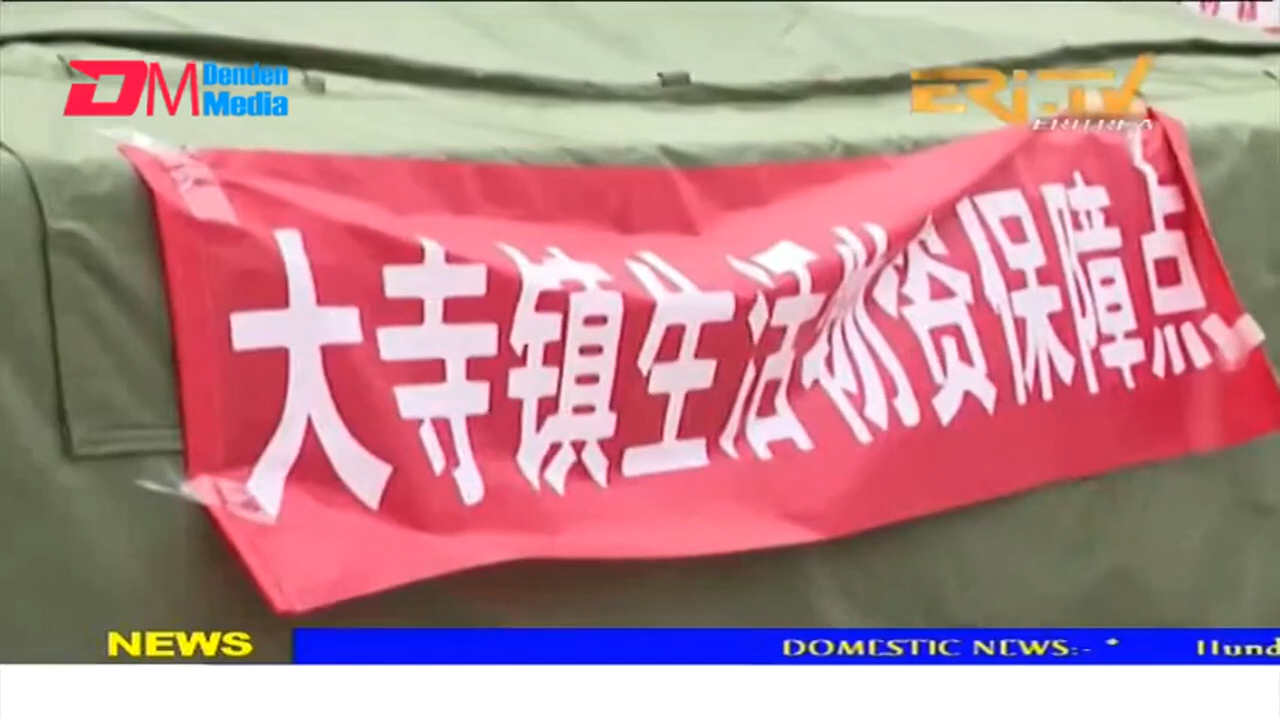 DM Denden Media
ERi-TV
ERITREA
大寺镇生活物资保障点
NEWS
DOMESTIC NEWS:- * Hund